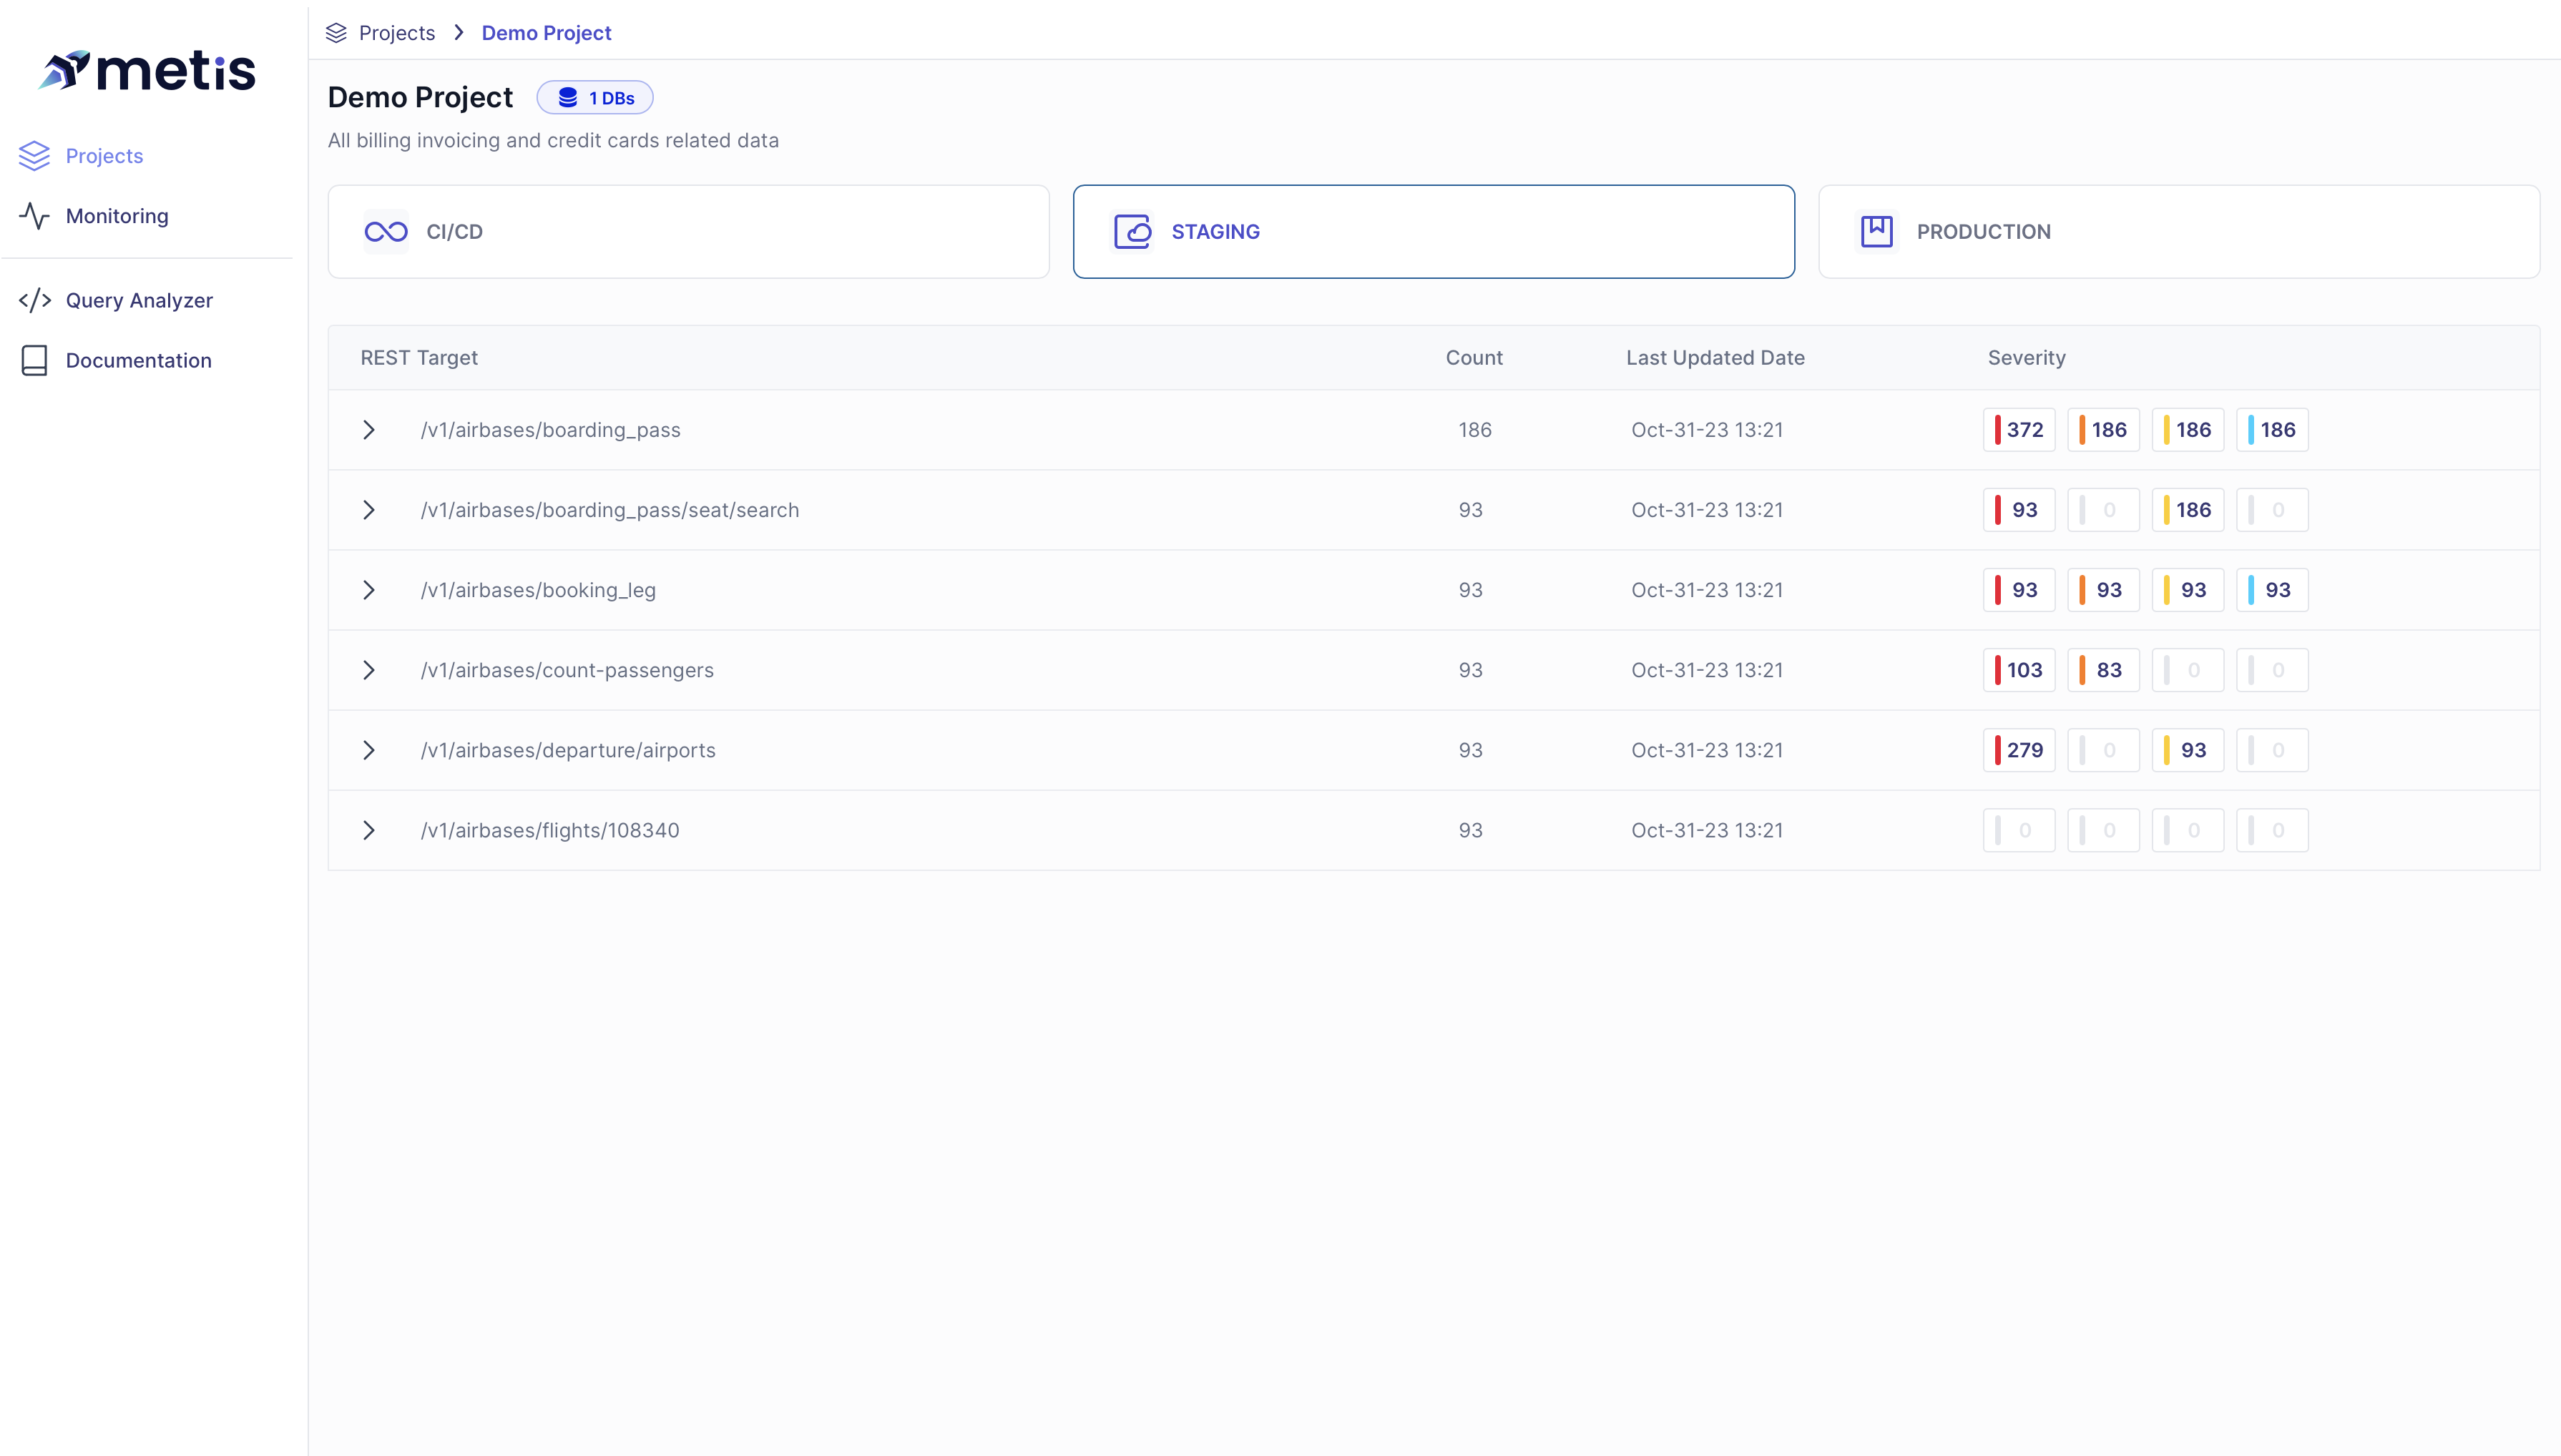 metis
Projects
Monitoring
Query Analyzer
Documentation
Projects Demo Project
Demo Project 1 DBs
All billing invoicing and credit cards related data
CI/CD STAGING PRODUCTION
REST Target Count Last Updated Date Severity
/v1/airbases/boarding_pass 186 Oct-31-23 13:21 372 186 186 186
/v1/airbases/boarding_pass/seat/search 93 Oct-31-23 13:21 93 0 186 0
/v1/airbases/booking_leg 93 Oct-31-23 13:21 93 93 93 93
/v1/airbases/count-passengers 93 Oct-31-23 13:21 103 83 0 0
/v1/airbases/departure/airports 93 Oct-31-23 13:21 279 0 93 0
/v1/airbases/flights/108340 93 Oct-31-23 13:21 0 0 0 0